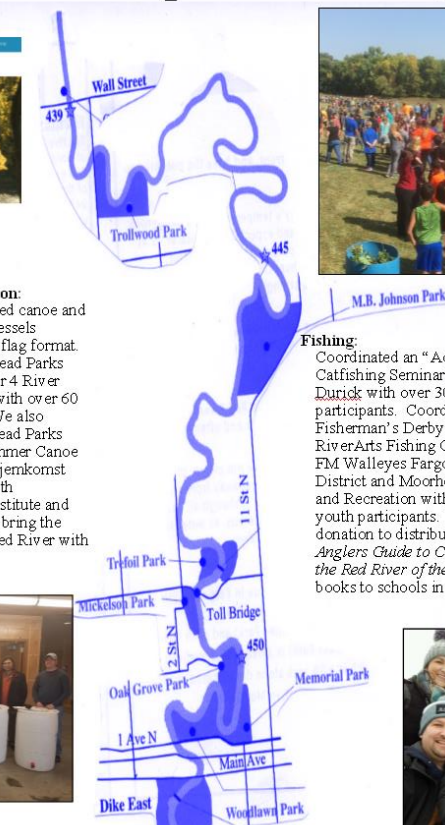 Wall Street
439
Trollwood Park
445
M.B. Johnson Park
on:
ed canoe and
essels
flag format.
ead Parks
r 4 River
with over 60
We also
ead Parks
mmer Canoe
jemkomst
th
stitute and
bring the
ed River with
Fishing:
Coordinated an "Ac
Catfishing Seminar
Durick with over 30
participants. Coord
Fisherman's Derby
RiverArts Fishing C
FM Walleyes Fargo
District and Moorhe
and Recreation with
youth participants.
donation to distribu
Anglers Guide to C
the Red River of the
books to schools in
11 St N
Trefoil Park
Mickelson Park
Toll Bridge
2 St N
450
Oak Grove Park
Memorial Park
1 Ave N
Main Ave
Dike East
Woodlawn Park